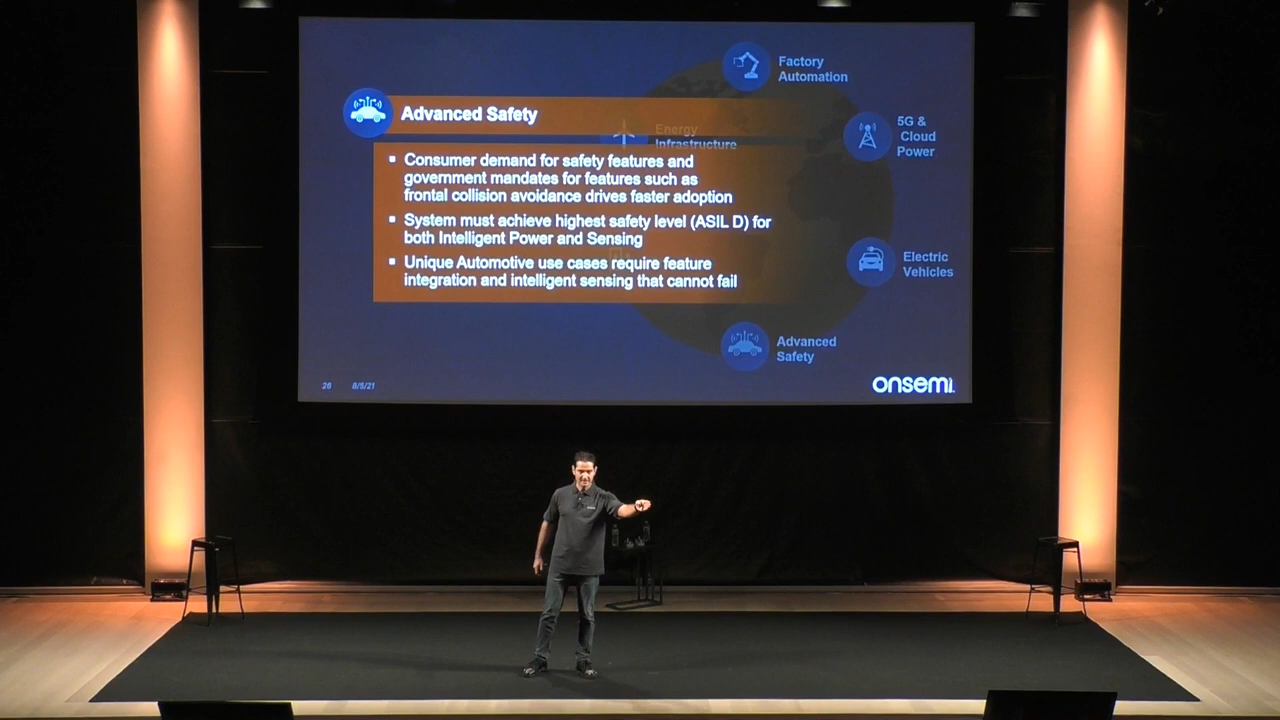 Factory
Automation
Advanced Safety
5G &
Cloud
Power
Energy
Infrastructure
▪ Consumer demand for safety features and
government mandates for features such as
frontal collision avoidance drives faster adoption
▪ System must achieve highest safety level (ASIL D) for
both Intelligent Power and Sensing
▪ Unique Automotive use cases require feature
integration and intelligent sensing that cannot fail
Electric
Vehicles
Advanced
Safety
26 8/5/21
onsemi